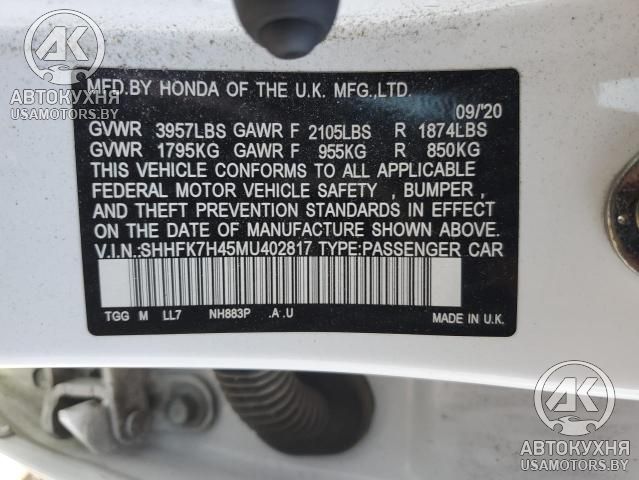 AK
АВТОКУХНЯ
USAMOTORS.BY
MFD.BY HONDA OF THE U.K. MFG.,LTD.
09/'20
GVWR 3957LBS GAWR F 2105LBS R 1874LBS
GVWR 1795KG GAWR F 955KG R 850KG
THIS VEHICLE CONFORMS TO ALL APPLICABLE
FEDERAL MOTOR VEHICLE SAFETY , BUMPER ,
AND THEFT PREVENTION STANDARDS IN EFFECT
ON THE DATE OF MANUFACTURE SHOWN ABOVE.
V.I.N.:SHHFK7H45MU402817 TYPE:PASSENGER CAR
TGG M LL7 NH883P .A .U MADE IN U.K.
AK
АВТОКУХНЯ
USAMOTORS.BY